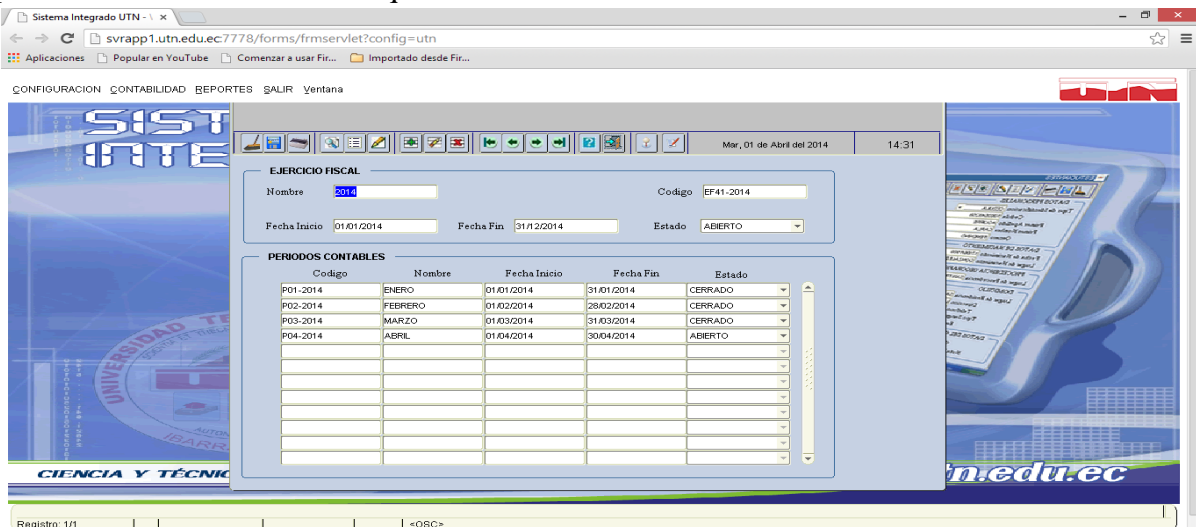 Sistema Integrado UTN - \
svrapp1.utn.edu.ec:7778/forms/frmservlet?config=utn
Aplicaciones Popular en YouTube Comenzar a usar Fir... Importado desde Fir...
CONFIGURACION CONTABILIDAD REPORTES SALIR Ventana
UTN
SIST
INTE
Mar, 01 de Abril del 2014 14:31
EJERCICIO FISCAL
Nombre 2014 Codigo EF41-2014
Fecha Inicio 01/01/2014 Fecha Fin 31/12/2014 Estado ABIERTO
PERIODOS CONTABLES
Codigo Nombre Fecha Inicio Fecha Fin Estado
P01-2014 ENERO 01/01/2014 31/01/2014 CERRADO
P02-2014 FEBRERO 01/02/2014 28/02/2014 CERRADO
P03-2014 MARZO 01/03/2014 31/03/2014 CERRADO
P04-2014 ABRIL 01/04/2014 30/04/2014 ABIERTO
CIENCIA Y TÉCNIC
tn.edu.ec
Registro: 1/1 <OSC>